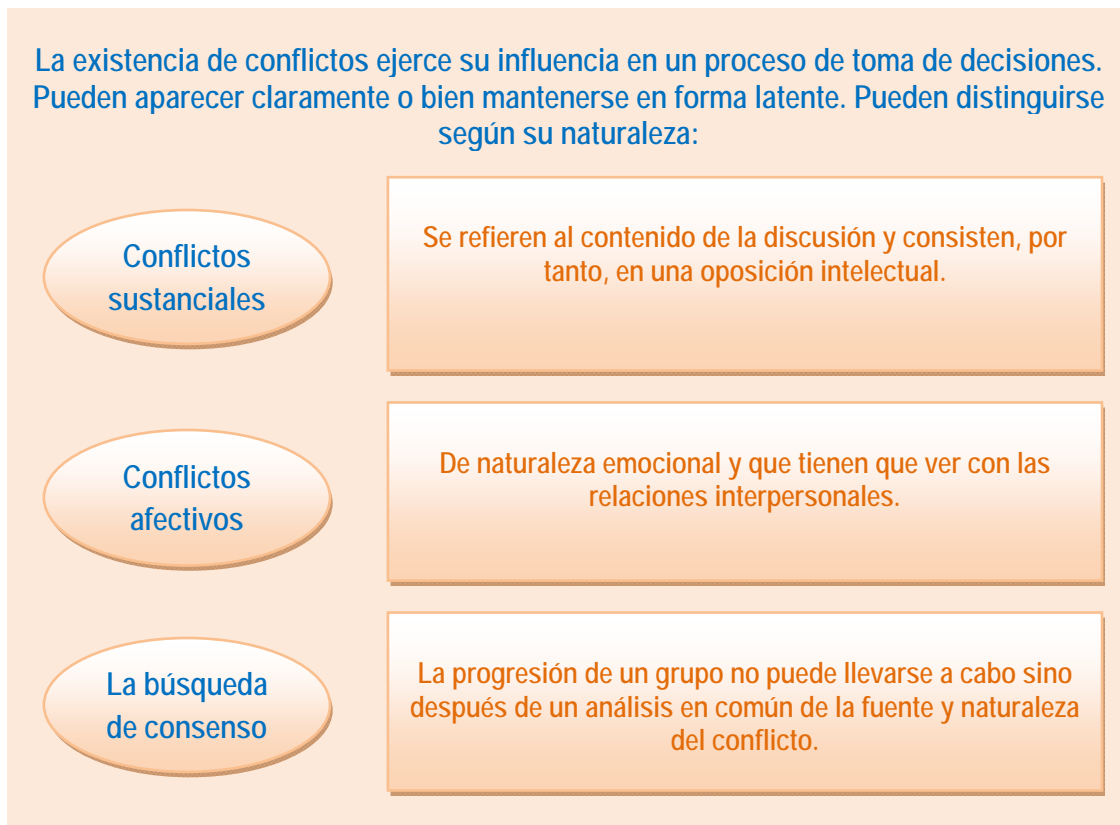 La existencia de conflictos ejerce su influencia en un proceso de toma de decisiones.
Pueden aparecer claramente o bien mantenerse en forma latente. Pueden distinguirse
según su naturaleza:
Conflictos
sustanciales
Se refieren al contenido de la discusión y consisten, por
tanto, en una oposición intelectual.
Conflictos
afectivos
De naturaleza emocional y que tienen que ver con las
relaciones interpersonales.
La búsqueda
de consenso
La progresión de un grupo no puede llevarse a cabo sino
después de un análisis en común de la fuente y naturaleza
del conflicto.